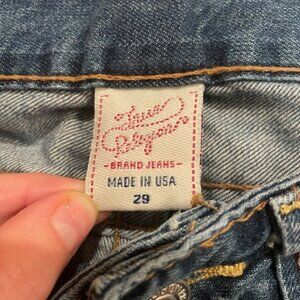 True
Religion
-BRAND JEANS-
MADE IN USA
29